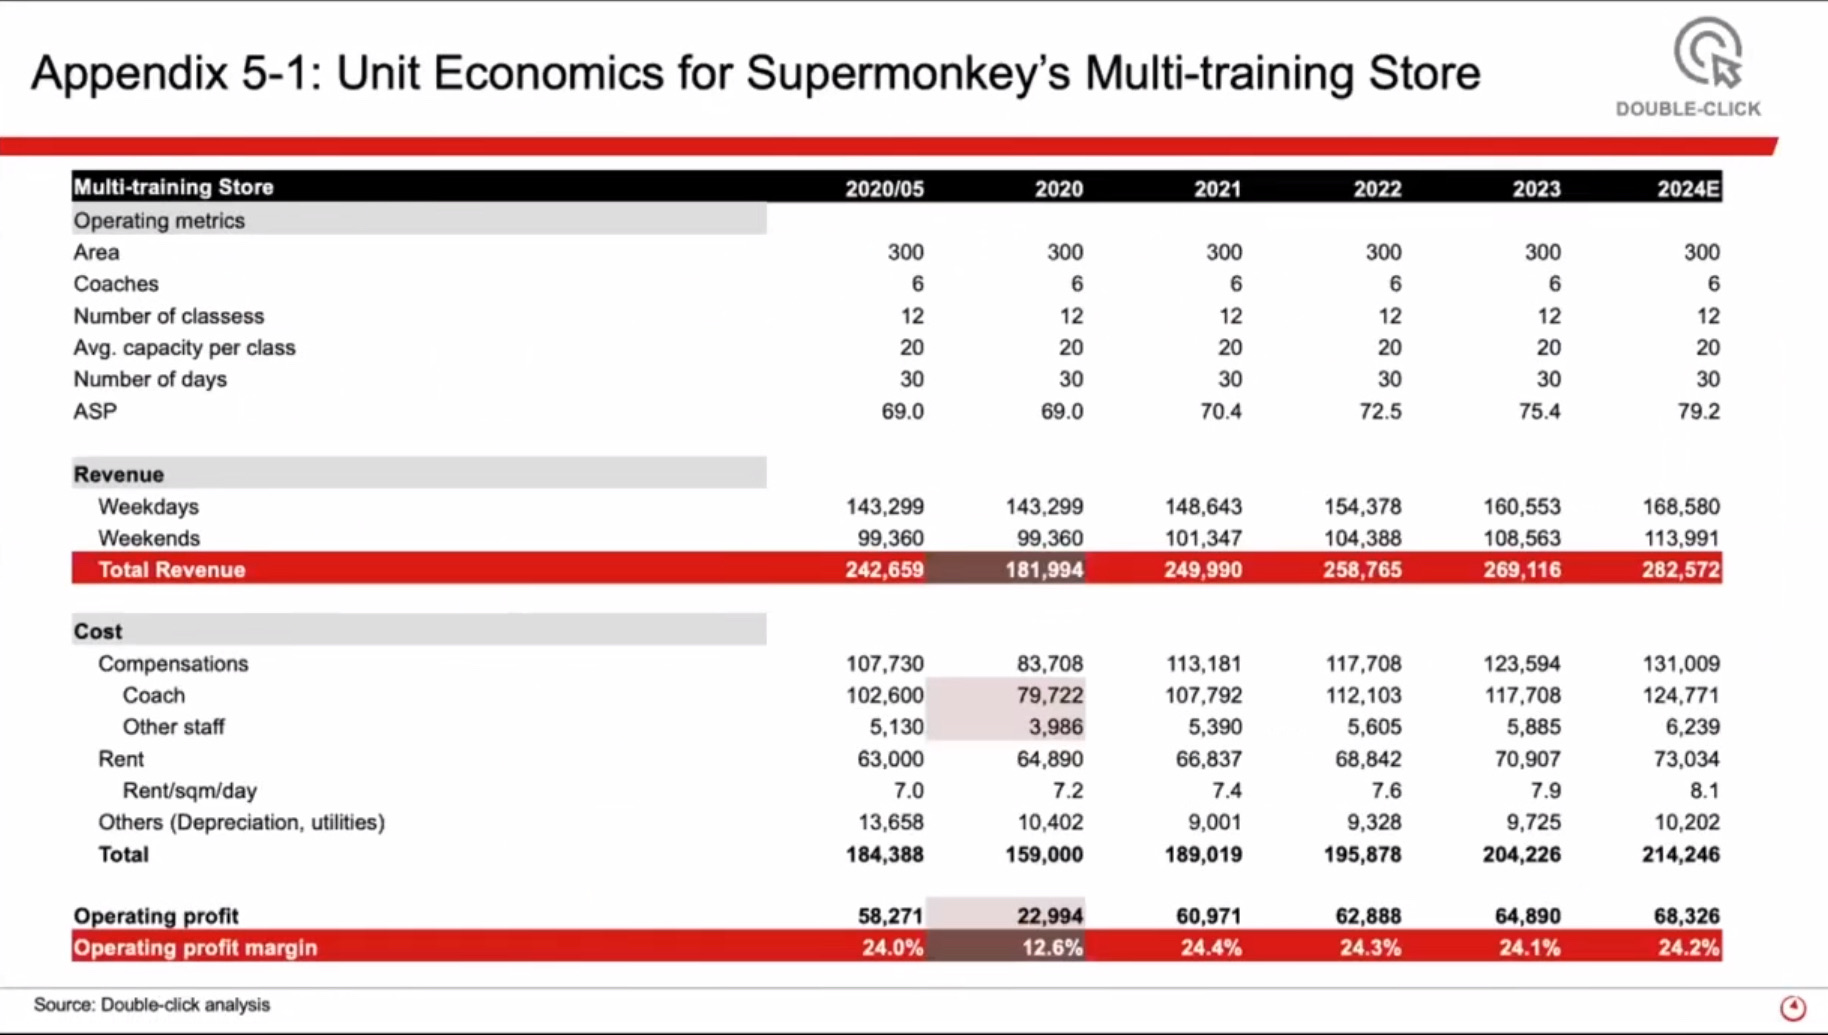 Appendix 5-1: Unit Economics for Supermonkey's Multi-training Store
DOUBLE-CLICK
Multi-training Store 2020/05 2020 2021 2022 2023 2024E
Operating metrics
Area 300 300 300 300 300 300
Coaches 6 6 6 6 6 6
Number of classess 12 12 12 12 12 12
Avg. capacity per class 20 20 20 20 20 20
Number of days 30 30 30 30 30 30
ASP 69.0 69.0 70.4 72.5 75.4 79.2
Revenue
Weekdays 143,299 143,299 148,643 154,378 160,553 168,580
Weekends 99,360 99,360 101,347 104,388 108,563 113,991
Total Revenue 242,659 181,994 249,990 258,765 269,116 282,572
Cost
Compensations 107,730 83,708 113,181 117,708 123,594 131,009
Coach 102,600 79,722 107,792 112,103 117,708 124,771
Other staff 5,130 3,986 5,390 5,605 5,885 6,239
Rent 63,000 64,890 66,837 68,842 70,907 73,034
Rent/sqm/day 7.0 7.2 7.4 7.6 7.9 8.1
Others (Depreciation, utilities) 13,658 10,402 9,001 9,328 9,725 10,202
Total 184,388 159,000 189,019 195,878 204,226 214,246
Operating profit 58,271 22,994 60,971 62,888 64,890 68,326
Operating profit margin 24.0% 12.6% 24.4% 24.3% 24.1% 24.2%
Source: Double-click analysis